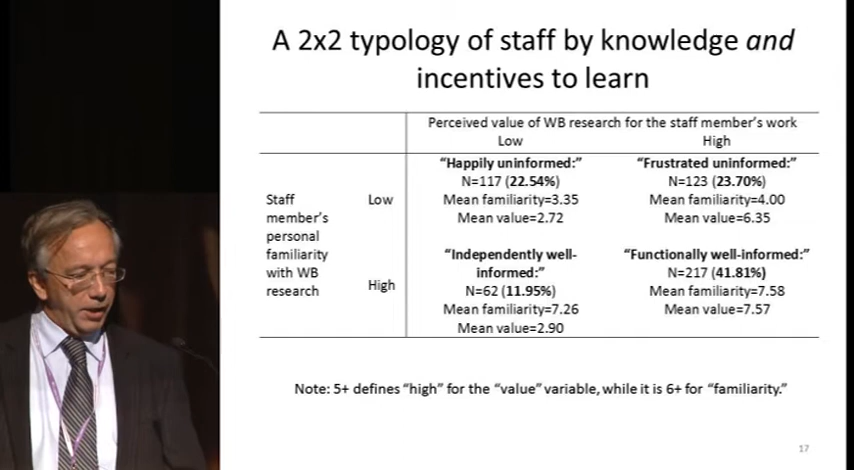 A 2x2 typology of staff by knowledge and
incentives to learn
Perceived value of WB research for the staff member's work
Low High
Staff
member's
personal
familiarity
with WB
research
Low
"Happily uninformed:"
N=117 (22.54%)
Mean familiarity=3.35
Mean value=2.72
"Frustrated uninformed:"
N=123 (23.70%)
Mean familiarity=4.00
Mean value=6.35
High
"Independently well-
informed:"
N=62 (11.95%)
Mean familiarity=7.26
Mean value=2.90
"Functionally well-informed:"
N=217 (41.81%)
Mean familiarity=7.58
Mean value=7.57
Note: 5+ defines "high" for the "value" variable, while it is 6+ for "familiarity."
17